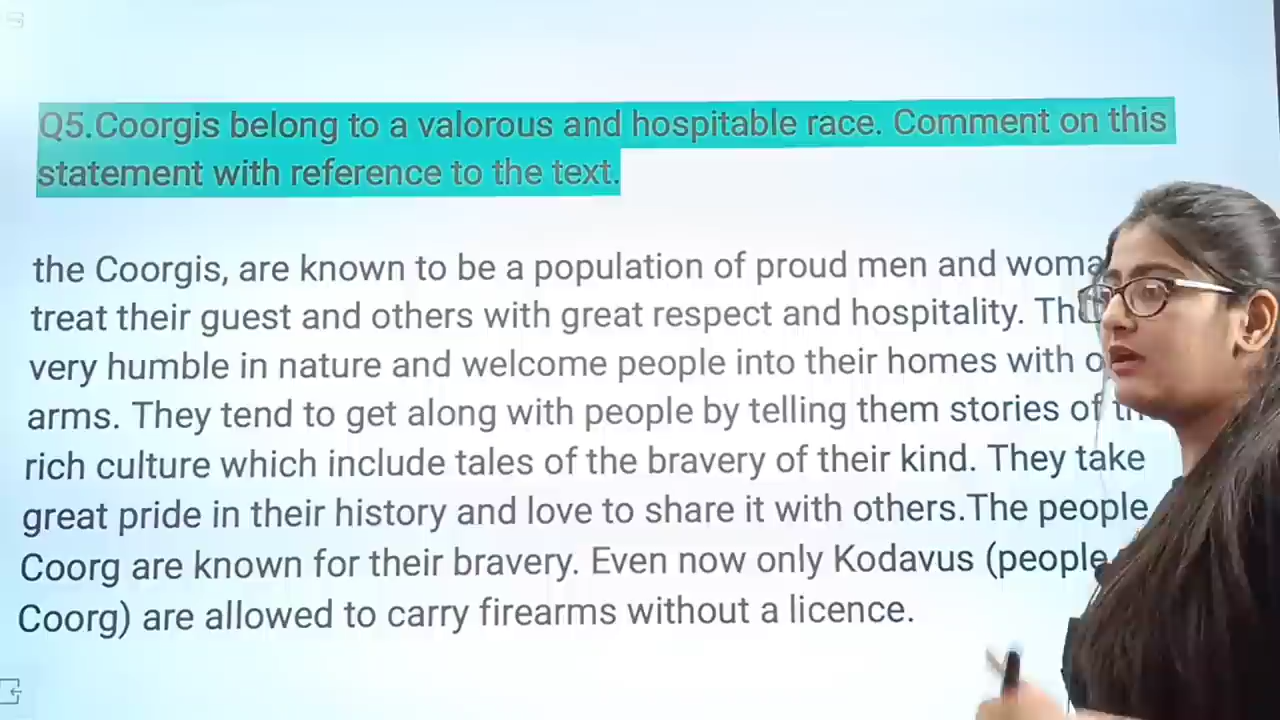 Q5.Coorgis belong to a valorous and hospitable race. Comment on this
statement with reference to the text.
the Coorgis, are known to be a population of proud men and
treat their guest and others with great respect and hospitality.
very humble in nature and welcome people into their homes with
arms. They tend to get along with people by telling them stories of
rich culture which include tales of the bravery of their kind. They take
great pride in their history and love to share it with others.The people
Coorg are known for their bravery. Even now only Kodavus (people
Coorg) are allowed to carry firearms without a licence.